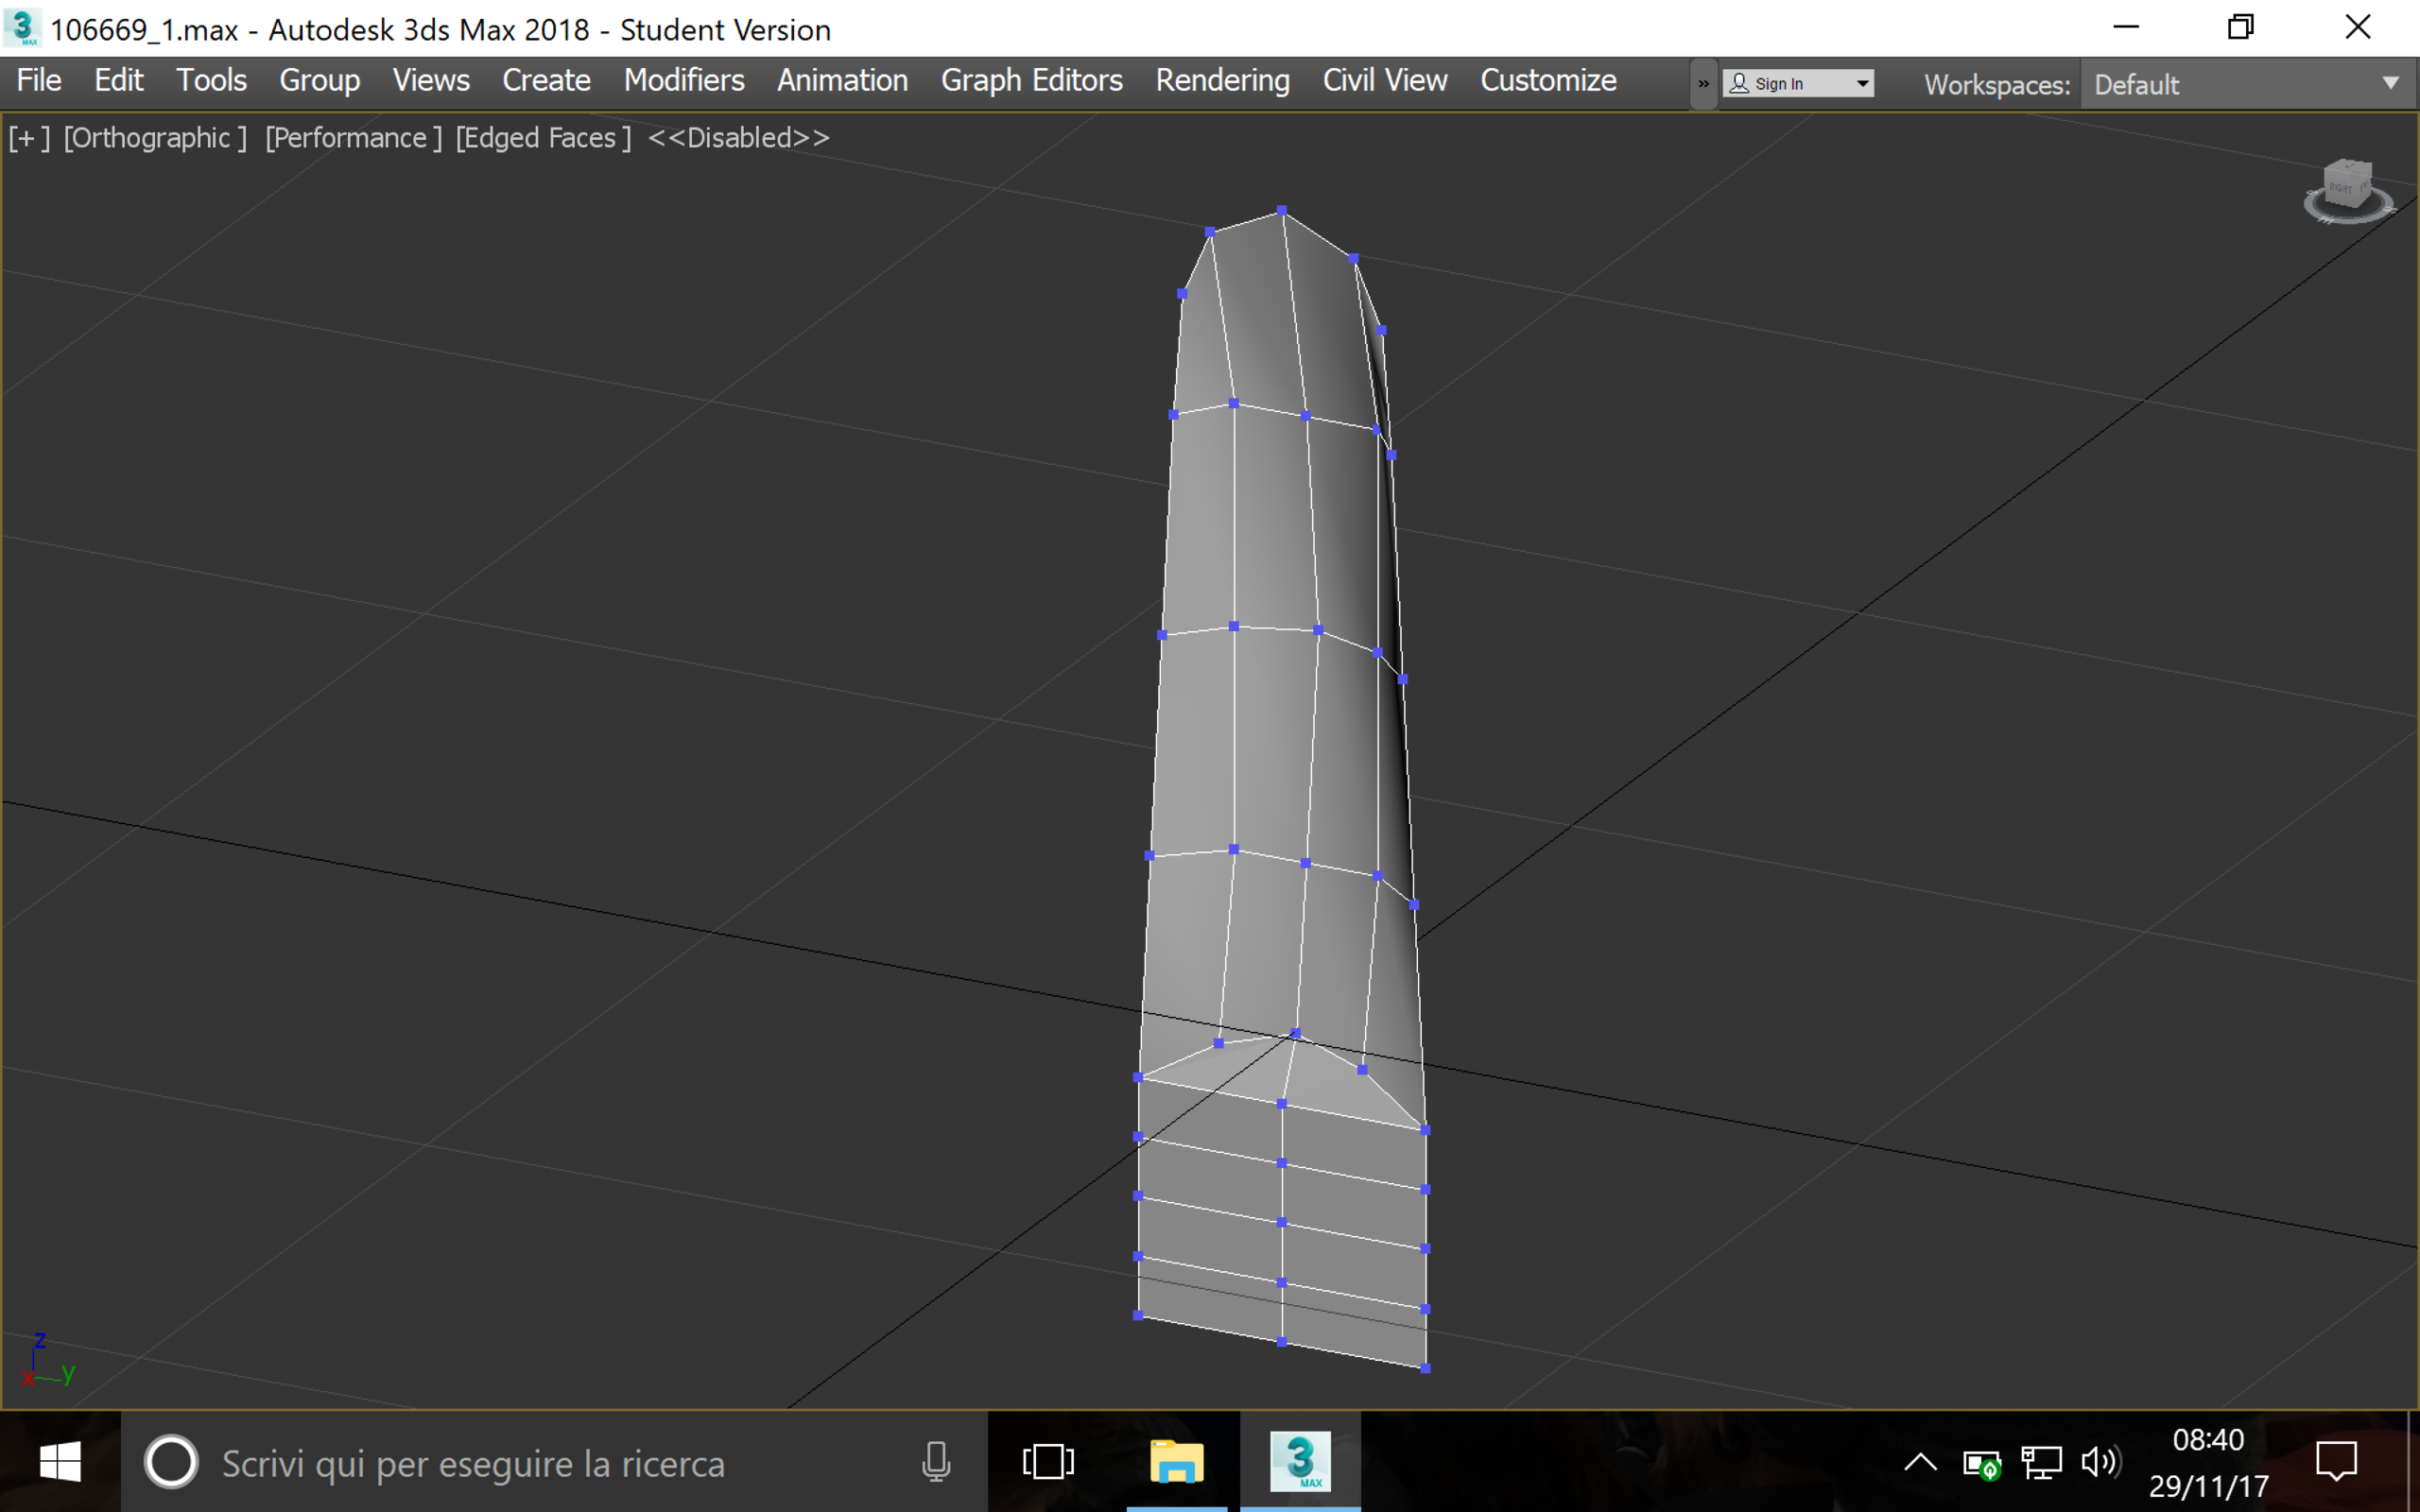 106669_1.max - Autodesk 3ds Max 2018 - Student Version
File Edit Tools Group Views Create Modifiers Animation Graph Editors Rendering Civil View Customize » Sign In Workspaces: Default
[+] [Orthographic] [Performance] [Edged Faces] <<Disabled>>
RIGHT
z
x y
Scrivi qui per eseguire la ricerca
3
MAX
08:40
29/11/17